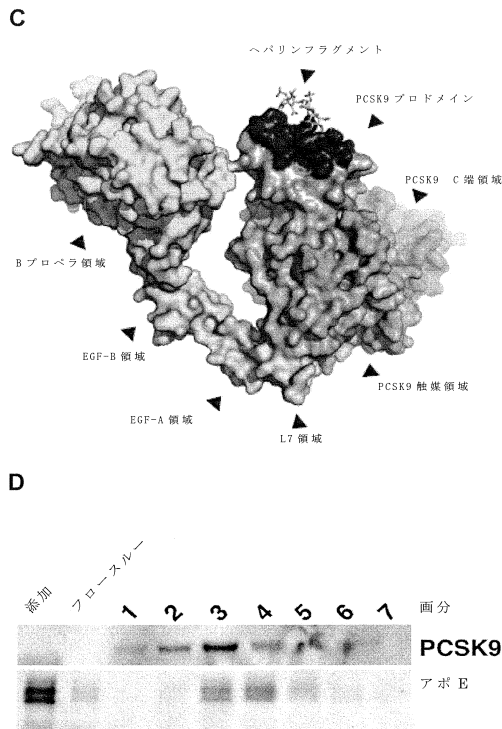 C
ヘパリンフラグメント
PCSK9 プロドメイン
PCSK9 C端領域
Bプロペラ領域
EGF-B 領域
EGF-A 領域
L7 領域
PCSK9 触媒領域
D
添加 フロースルー 1 2 3 4 5 6 7 画分
PCSK9
アポ E